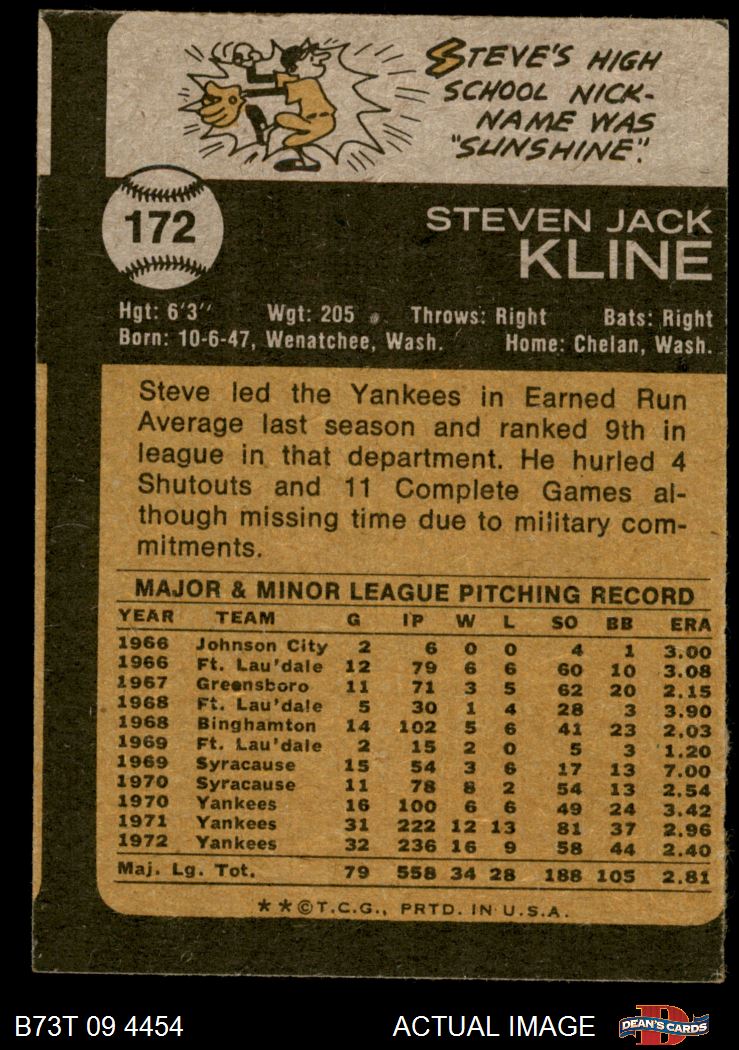 STEVE'S HIGH
SCHOOL NICK-
NAME WAS
"SUNSHINE".
172
STEVEN JACK
KLINE
Hgt: 6'3'' Wgt: 205 Throws: Right Bats: Right
Born: 10-6-47, Wenatchee, Wash. Home: Chelan, Wash.
Steve led the Yankees in Earned Run
Average last season and ranked 9th in
league in that department. He hurled 4
Shutouts and 11 Complete Games al-
though missing time due to military com-
mitments.
MAJOR & MINOR LEAGUE PITCHING RECORD
YEAR TEAM G IP W L SO BB ERA
1966 Johnson City 2 6 0 0 4 1 3.00
1966 Ft. Lau'dale 12 79 6 6 60 10 3.08
1967 Greensboro 11 71 3 5 62 20 2.15
1968 Ft. Lau'dale 5 30 1 4 28 3 3.90
1968 Binghamton 14 102 5 6 41 23 2.03
1969 Ft. Lau'dale 2 15 2 0 5 3 1.20
1969 Syracause 15 54 3 6 17 13 7.00
1970 Syracause 11 78 8 2 54 13 2.54
1970 Yankees 16 100 6 6 49 24 3.42
1971 Yankees 31 222 12 13 81 37 2.96
1972 Yankees 32 236 16 9 58 44 2.40
Maj. Lg. Tot. 79 558 34 28 188 105 2.81
**©T.C.G., PRTD. IN U.S.A.
B73T 09 4454 ACTUAL IMAGE D DEAN'S CARDS